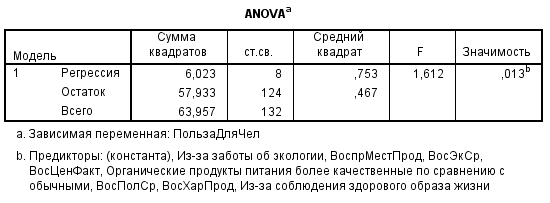 ANOVAa
Модель Сумма квадратов ст.св. Средний квадрат F Значимость
1 Регрессия 6,023 8 ,753 1,612 ,013b
Остаток 57,933 124 ,467
Всего 63,957 132
a. Зависимая переменная: ПользаДляЧел
b. Предикторы: (константа), Из-за заботы об экологии, ВоспрМестПрод, ВосЭкСр,
ВосЦенФакт, Органические продукты питания более качественные по сравнению с
обычными, ВосПолСр, ВосХарПрод, Из-за соблюдения здорового образа жизни